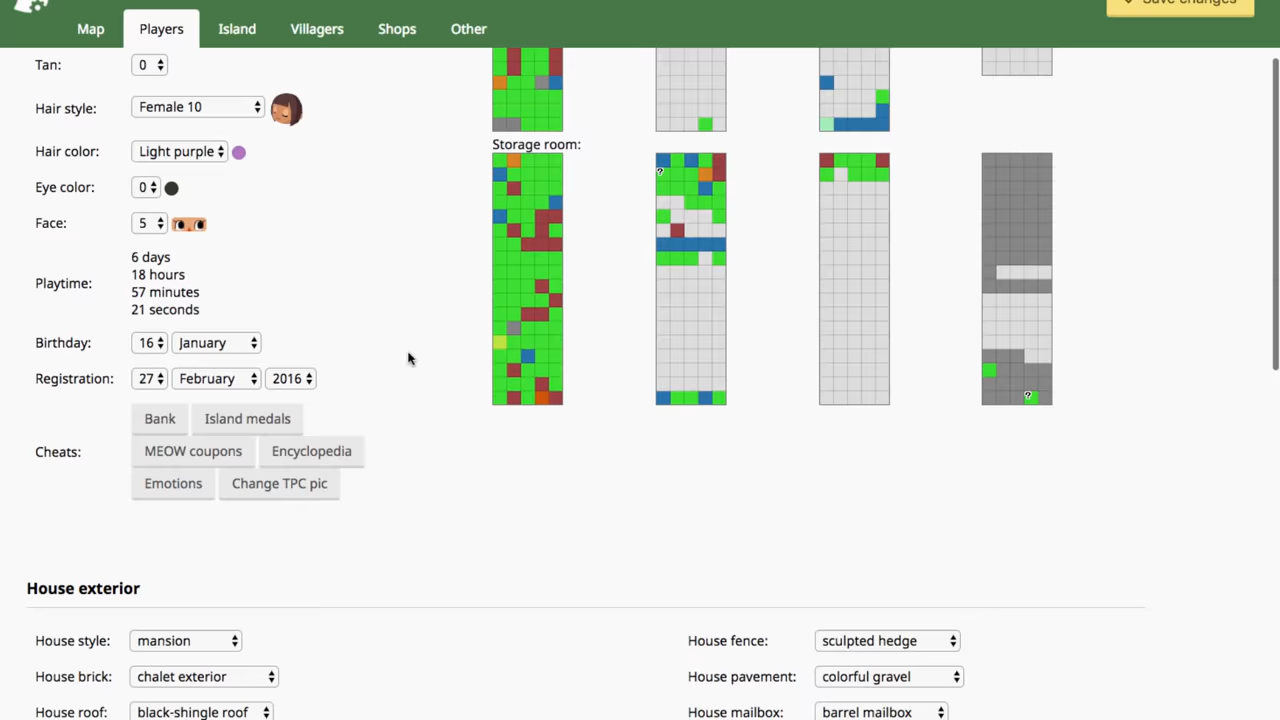 Save changes
Map Players Island Villagers Shops Other
Tan: 0
Hair style: Female 10
Storage room:
Hair color: Light purple
Eye color: 0
?
Face: 5
6 days
18 hours
Playtime:
57 minutes
21 seconds
Birthday: 16 January
Registration: 27 February 2016
?
Bank Island medals
Cheats: MEOW coupons Encyclopedia
Emotions Change TPC pic
House exterior
House style: mansion House fence: sculpted hedge
House brick: chalet exterior House pavement: colorful gravel
House roof: black-shingle roof House mailbox: barrel mailbox